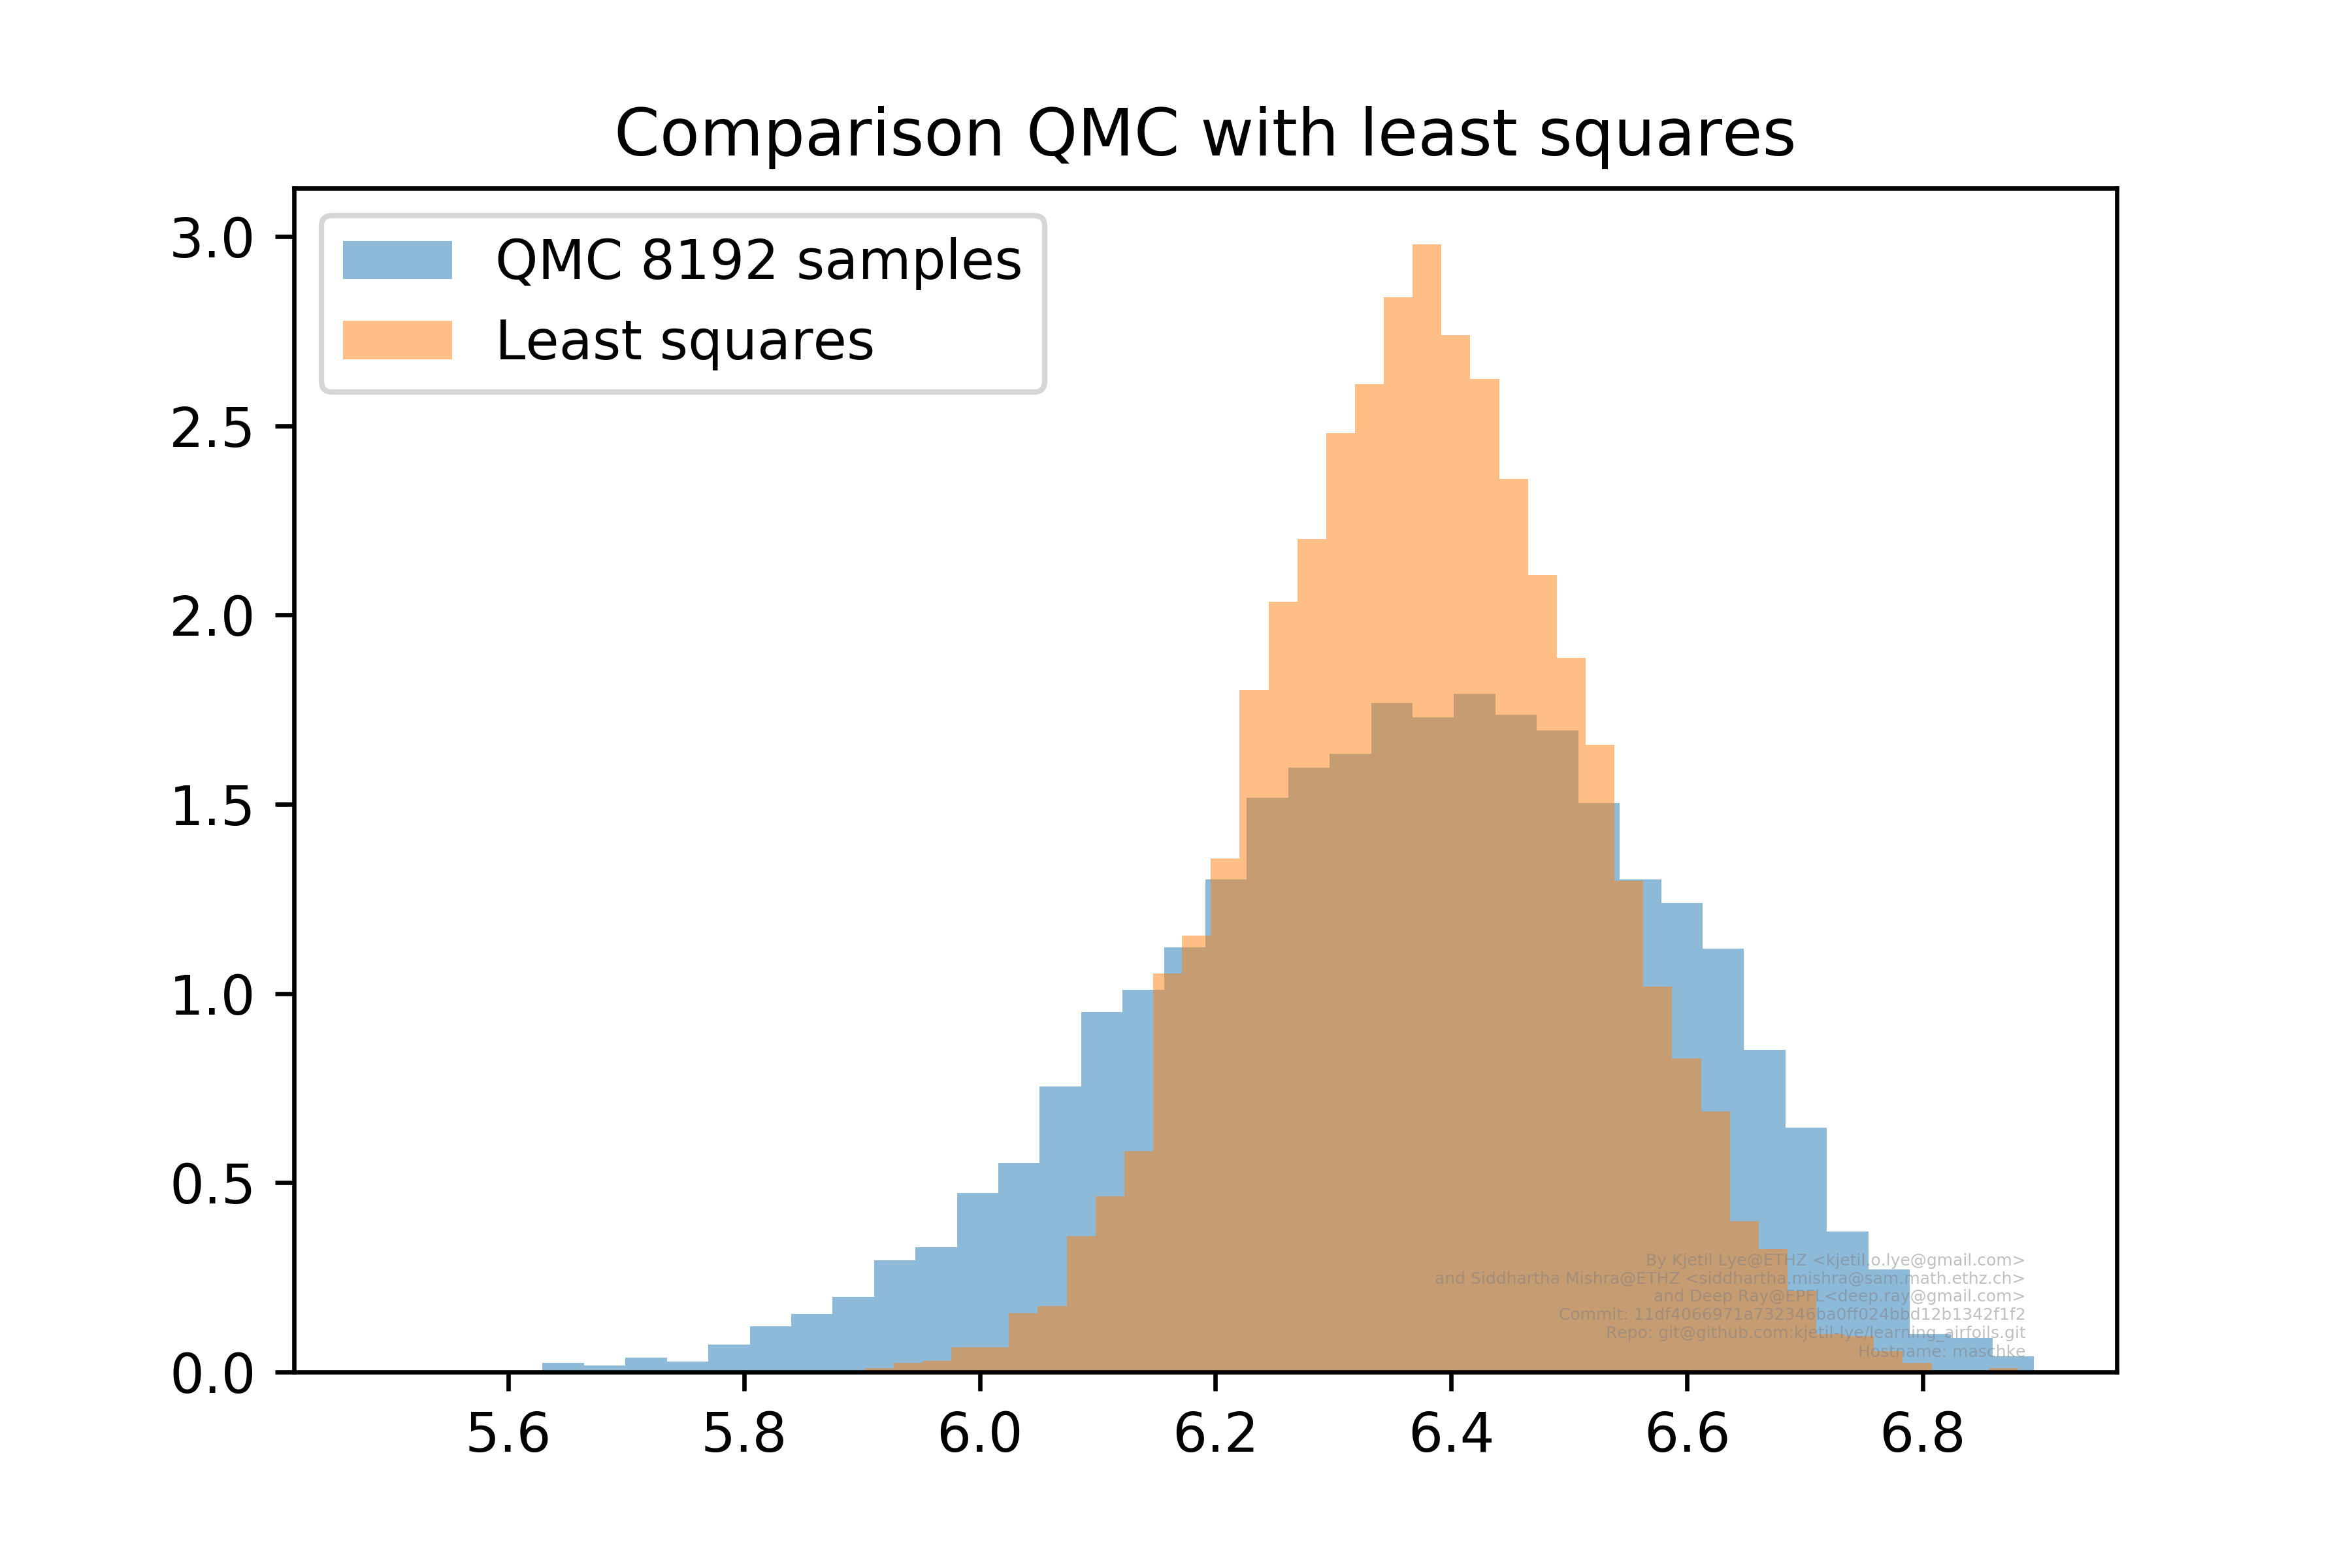 Comparison QMC with least squares
3.0
QMC 8192 samples
Least squares
2.5
2.0
1.5
1.0
0.5
0.0
By Kjetil Lye@ETHZ <kjetil.o.lye@gmail.com>
and Siddhartha Mishra@ETHZ <siddhartha.mishra@sam.math.ethz.ch>
and Deep Ray@EPFL<deep.ray@gmail.com>
Commit: 11df4066971a732346ba0ff024bbd12b1342f1f2
Repo: git@github.com:kjetil-lye/learning_airfoils.git
Hostname: maschke
5.6 5.8 6.0 6.2 6.4 6.6 6.8